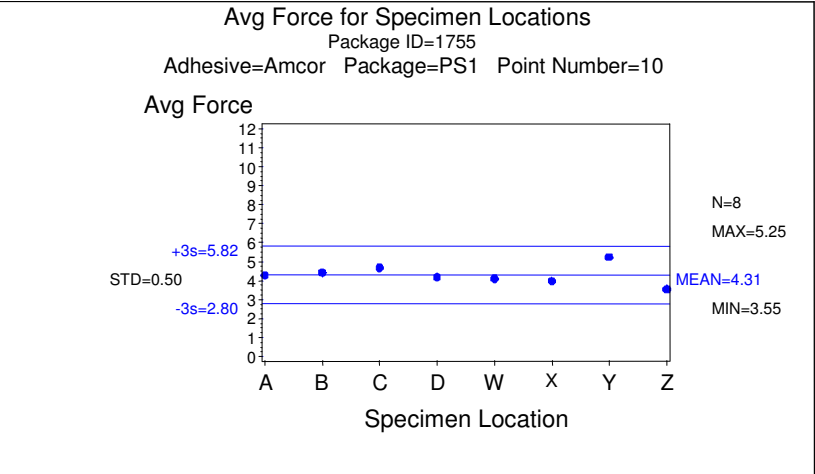 Avg Force for Specimen Locations
Package ID=1755
Adhesive=Amcor Package=PS1 Point Number=10
Avg Force
12
11
10
9
8
7
6
5
4
3
2
1
0
+3s=5.82
STD=0.50
-3s=2.80
N=8
MAX=5.25
MEAN=4.31
MIN=3.55
A B C D W X Y Z
Specimen Location